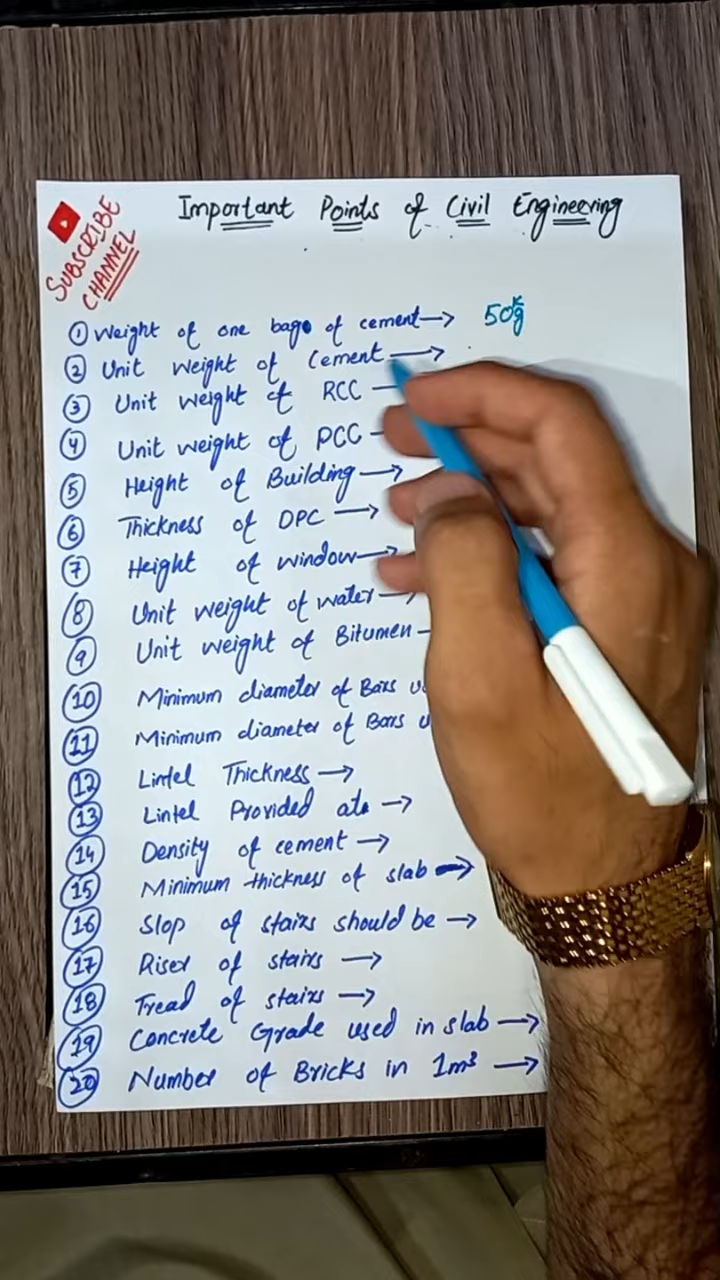 Important Points of Civil Engineering
SUBSCRIBE
CHANNEL
① Weight of one bag of cement → 50kg
② Unit weight of Cement →
③ Unit weight of RCC
④ Unit weight of PCC
⑤ Height of Building →
⑥ Thickness of DPC →
⑦ Height of window →
⑧ Unit weight of water →
⑨ Unit weight of Bitumen
⑩ Minimum diameter of Bars
⑪ Minimum diameter of Bars
⑫ Lintel Thickness →
⑬ Lintel Provided at →
⑭ Density of cement →
⑮ Minimum thickness of slab →
⑯ Slop of stairs should be →
⑰ Riser of stairs →
⑱ Tread of stairs →
⑲ Concrete Grade used in slab →
⑳ Number of Bricks in 1m³ →